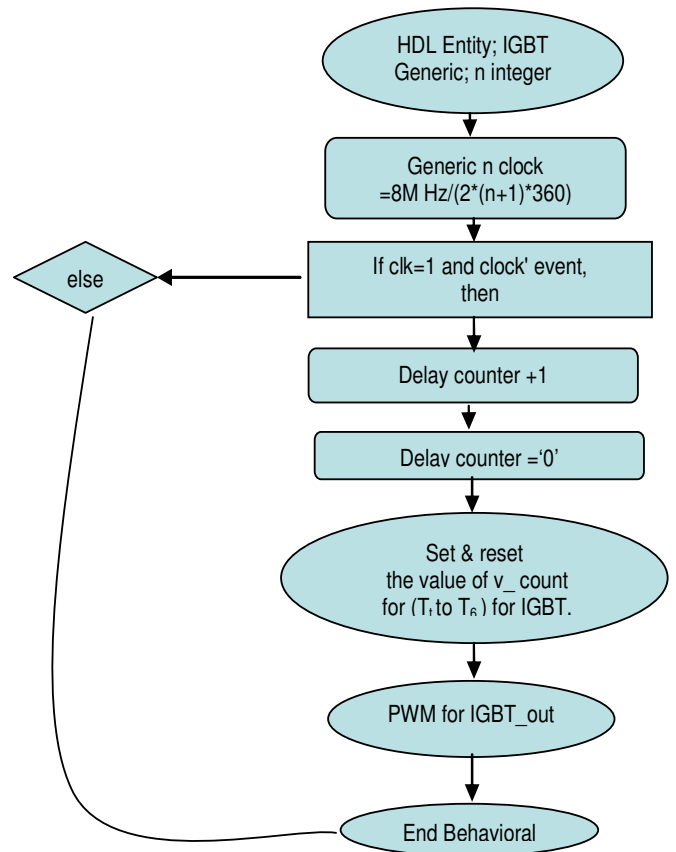 HDL Entity; IGBT
Generic; n integer
Generic n clock
=8M Hz/(2*(n+1)*360)
If clk=1 and clock' event,
then
else
Delay counter +1
Delay counter =‘0’
Set & reset
the value of v_ count
for (T₁ to T₆ ) for IGBT.
PWM for IGBT_out
End Behavioral